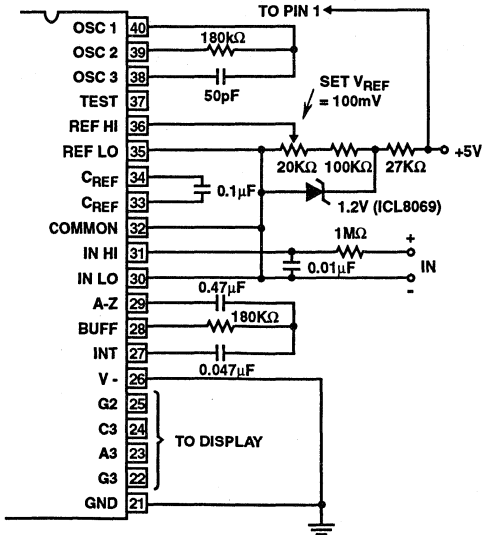 TO PIN 1
OSC 1 40
180kΩ
OSC 2 39
OSC 3 38
50pF
SET VREF
= 100mV
TEST 37
REF HI 36
REF LO 35
+5V
20KΩ 100KΩ 27KΩ
CREF 34
0.1µF
CREF 33
1.2V (ICL8069)
COMMON 32
1MΩ
+
IN HI 31
0.01µF
IN
IN LO 30
-
0.47µF
A-Z 29
180KΩ
BUFF 28
INT 27
0.047µF
V - 26
G2 25
C3 24
TO DISPLAY
A3 23
G3 22
GND 21